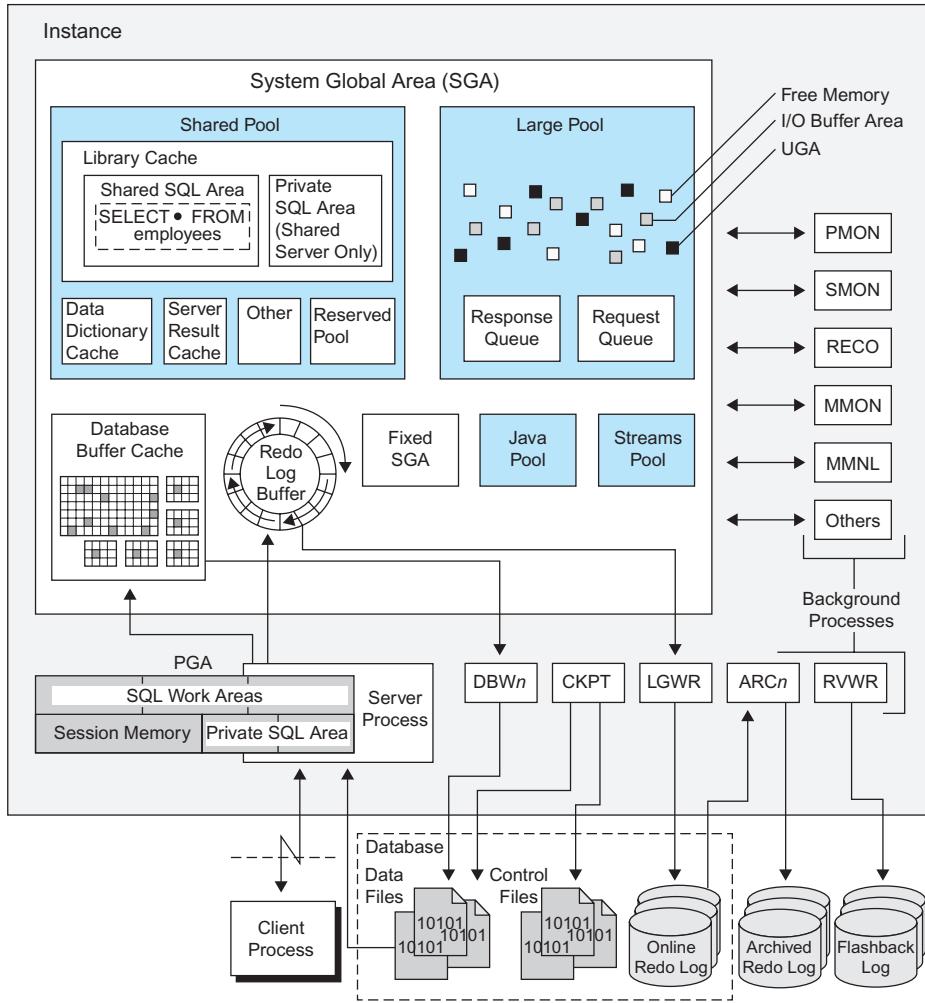 Instance
System Global Area (SGA)
Shared Pool
Library Cache
Shared SQL Area
SELECT • FROM
employees
Private
SQL Area
(Shared
Server Only)
Data
Dictionary
Cache
Server
Result
Cache
Other
Reserved
Pool
Large Pool
Response
Queue
Request
Queue
Free Memory
I/O Buffer Area
UGA
Database
Buffer Cache
Redo
Log
Buffer
Fixed
SGA
Java
Pool
Streams
Pool
PMON
SMON
RECO
MMON
MMNL
Others
Background
Processes
PGA
SQL Work Areas
Session Memory
Private SQL Area
Server
Process
DBWn
CKPT
LGWR
ARCn
RVWR
Client
Process
Database
Data
Files
10101
10101
10101
Control
Files
10101
10101
10101
Online
Redo Log
Archived
Redo Log
Flashback
Log